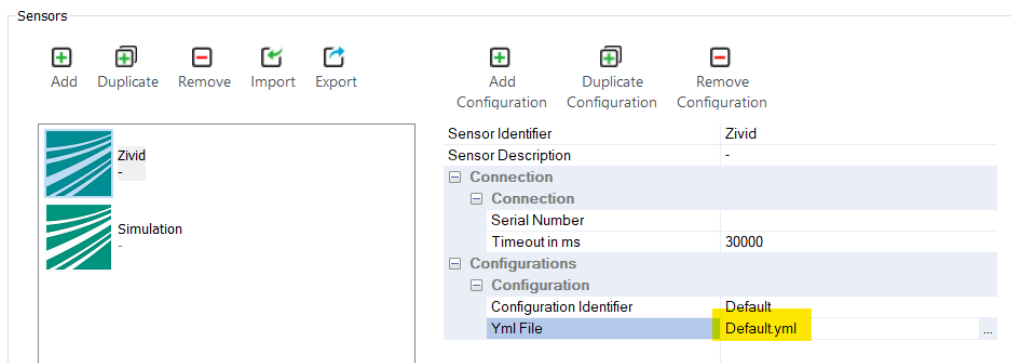 Sensors
Add Duplicate Remove Import Export
Add Configuration Duplicate Configuration Remove Configuration
Zivid
-
Simulation
-
Sensor Identifier Zivid
Sensor Description -
Connection
Connection
Serial Number
Timeout in ms 30000
Configurations
Configuration
Configuration Identifier Default
Yml File Default.yml ...